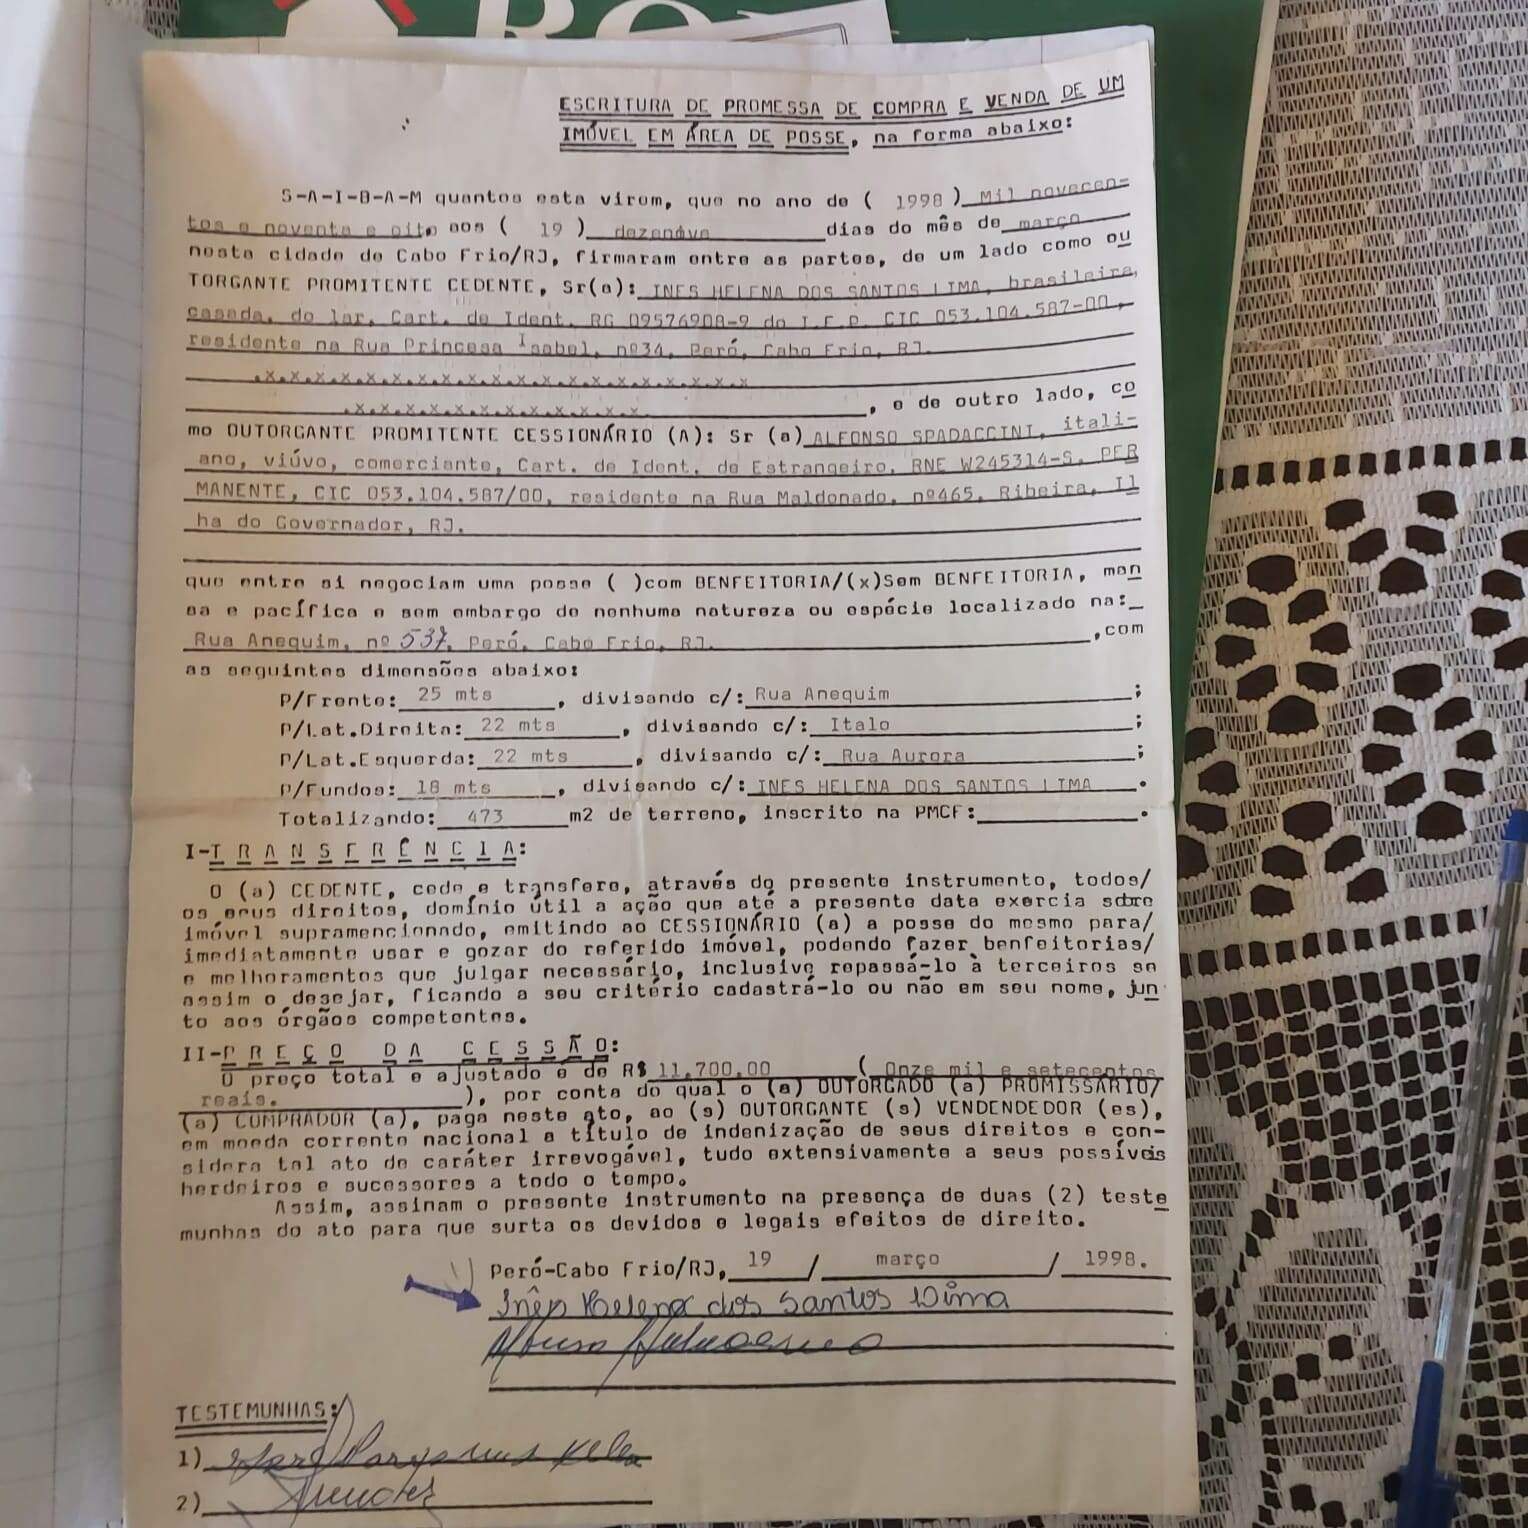 ESCRITURA DE PROMESSA DE COMPRA E VENDA DE UM
IMÓVEL EM ÁREA DE POSSE, na forma abaixo:
S-A-I-B-A-M quantos esta virem, que no ano de ( 1998 ) Mil novecen-
tos e noventa e oito aos ( 19 ) dezenóve dias do mês de março
nesta cidade de Cabo Frio/RJ, firmaram entre as partes, de um lado como ou
TORGANTE PROMITENTE CEDENTE, Sr(a): INES HELENA DOS SANTOS LIMA, brasileira,
casada, do lar, Cart. de Ident. RG 09576908-9 do I.F.P. CIC 053.104.587-00,
residente na Rua Princesa Isabel, nº34, Peró, Cabo Frio, RJ.
.x.x.x.x.x.x.x.x.x.x.x.x.x.x.x.x.x.x.x.x
.x.x.x.x.x.x.x.x.x.x.x.x. , e de outro lado, co
mo OUTORGANTE PROMITENTE CESSIONÁRIO (A): Sr (a) ALFONSO SPADACCINI, itali-
ano, viúvo, comerciante, Cart. de Ident. de Estrangeiro, RNE W245314-S, PER
MANENTE, CIC 053.104.587/00, residente na Rua Maldonado, nº465, Ribeira, Il
ha do Governador, RJ.
que entre si negociam uma posse ( )com BENFEITORIA/(x)Sem BENFEITORIA, man
sa e pacífica e sem embargo de nenhuma natureza ou espécie localizado na:
Rua Anequim, nº 537, Peró, Cabo Frio, RJ. ,com
as seguintes dimensões abaixo:
P/Frente: 25 mts , divisando c/: Rua Anequim ;
P/Lat.Direita: 22 mts , divisando c/: Italo ;
P/Lat.Esquerda: 22 mts , divisando c/: Rua Aurora ;
P/Fundos: 18 mts , divisando c/: INES HELENA DOS SANTOS LIMA .
Totalizando: 473 m2 de terreno, inscrito na PMCF: .
I-T R A N S F R Ê N C I A:
O (a) CEDENTE, cede e transfere, através do presente instrumento, todos/
os seus direitos, domínio útil a ação que até a presente data exercia sobre
imóvel supramencionado, emitindo ao CESSIONÁRIO (a) a posse do mesmo para/
imediatamente usar e gozar do referido imóvel, podendo fazer benfeitorias/
e melhoramentos que julgar necessário, inclusive repassá-lo à terceiros se
assim o desejar, ficando a seu critério cadastrá-lo ou não em seu nome, jun
to aos órgãos competentes.
II-P R E Ç O D A C E S S Ã O:
O preço total e ajustado é de R$ 11.700,00 ( Onze mil e setecentos
reais. ), por conta do qual o (a) OUTORGADO (a) PROMISSÁRIO/
(a) COMPRADOR (a), paga neste ato, ao (s) OUTORGANTE (s) VENDENDEDOR (es),
em moeda corrente nacional a título de indenização de seus direitos e con-
sidera tal ato de caráter irrevogável, tudo extensivamente a seus possíveis
herdeiros e sucessores a todo o tempo.
Assim, assinam o presente instrumento na presença de duas (2) teste
munhas do ato para que surta os devidos e legais efeitos de direito.
Peró-Cabo Frio/RJ, 19 / março / 1998.
Inês Helena dos Santos Lima
TESTEMUNHAS:
1)
2)